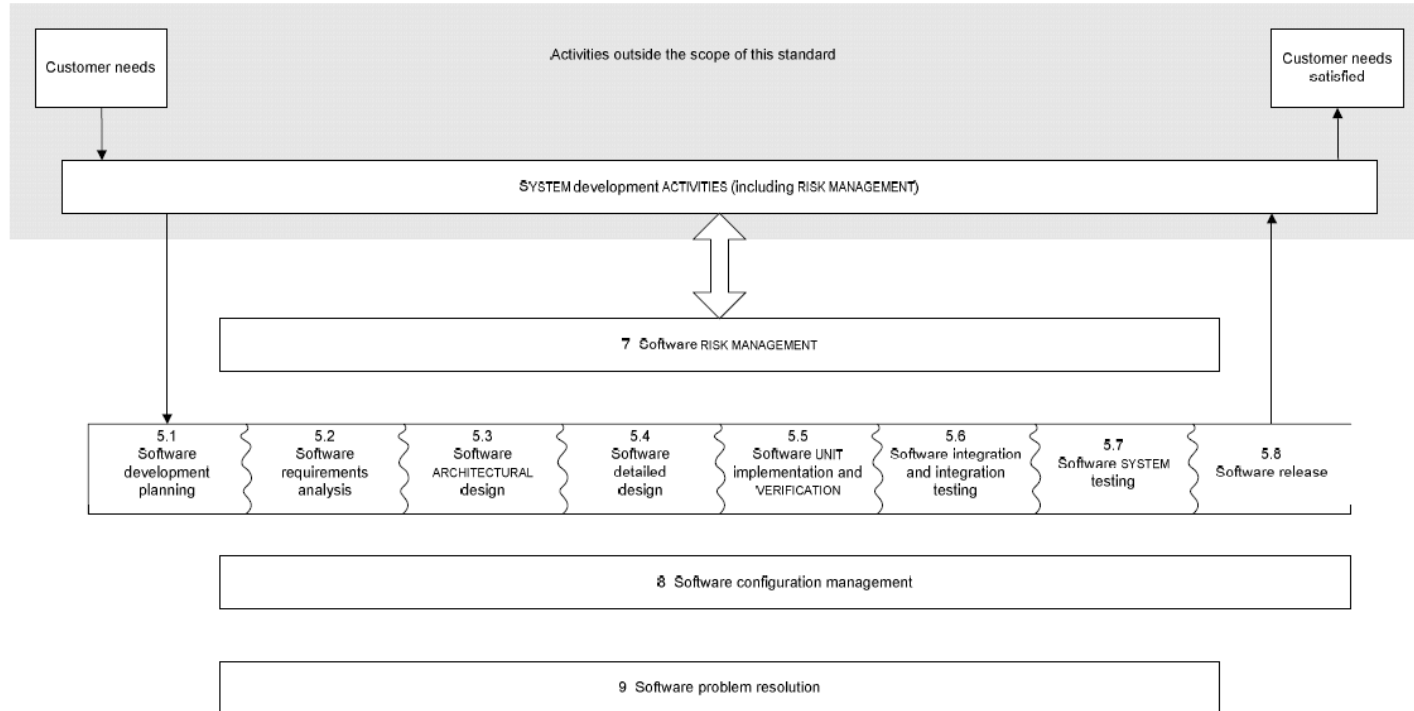 Customer needs
Activities outside the scope of this standard
Customer needs
satisfied
SYSTEM development ACTIVITIES (including RISK MANAGEMENT)
7 Software RISK MANAGEMENT
5.1
Software
development
planning
5.2
Software
requirements
analysis
5.3
Software
ARCHITECTURAL
design
5.4
Software
detailed
design
5.5
Software UNIT
implementation and
VERIFICATION
5.6
Software integration
and integration
testing
5.7
Software SYSTEM
testing
5.8
Software release
8 Software configuration management
9 Software problem resolution